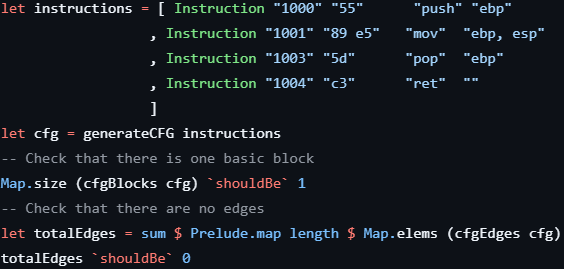 let instructions = [ Instruction "1000" "55"      "push" "ebp"
                   , Instruction "1001" "89 e5"   "mov"  "ebp, esp"
                   , Instruction "1003" "5d"      "pop"  "ebp"
                   , Instruction "1004" "c3"      "ret"  ""
                   ]
let cfg = generateCFG instructions
-- Check that there is one basic block
Map.size (cfgBlocks cfg) `shouldBe` 1
-- Check that there are no edges
let totalEdges = sum $ Prelude.map length $ Map.elems (cfgEdges cfg)
totalEdges `shouldBe` 0